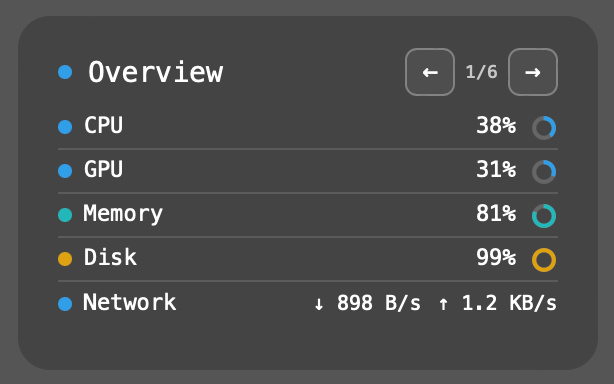 Overview ← 1/6 →
CPU 38%
GPU 31%
Memory 81%
Disk 99%
Network ↓ 898 B/s ↑ 1.2 KB/s